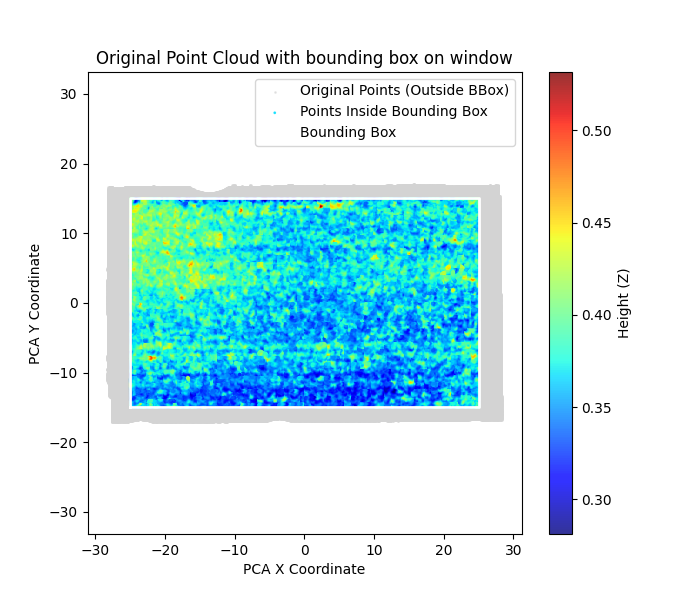 Original Point Cloud with bounding box on window
Original Points (Outside BBox)
Points Inside Bounding Box
Bounding Box
30
20
10
0
−10
−20
−30
PCA Y Coordinate
−30
−20
−10
0
10
20
30
PCA X Coordinate
0.50
0.45
0.40
0.35
0.30
Height (Z)